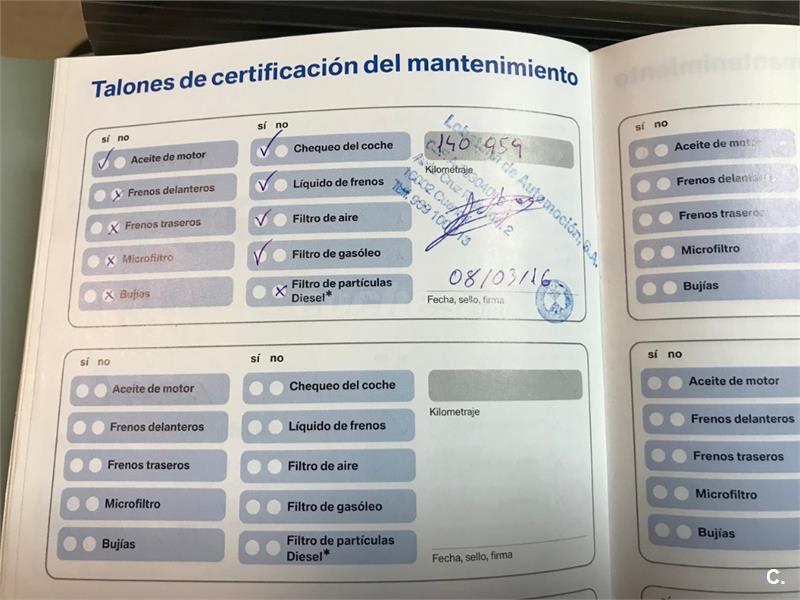 Talones de certificación del mantenimiento
sí no
Aceite de motor
Frenos delanteros
Frenos traseros
Microfiltro
Bujías
sí no
Chequeo del coche
Líquido de frenos
Filtro de aire
Filtro de gasóleo
Filtro de partículas
Diesel*
140 959
Kilometraje
de Automoción, S.A.
08/03/16
Fecha, sello, firma
sí no
Aceite de motor
Frenos delanteros
Frenos traseros
Microfiltro
Bujías
sí no
Chequeo del coche
Líquido de frenos
Filtro de aire
Filtro de gasóleo
Filtro de partículas
Diesel*
Kilometraje
Fecha, sello, firma
sí no
Aceite de motor
Frenos delanteros
Frenos traseros
Microfiltro
Bujías
sí no
Aceite de motor
Frenos delanteros
Frenos traseros
Microfiltro
Bujías
C.